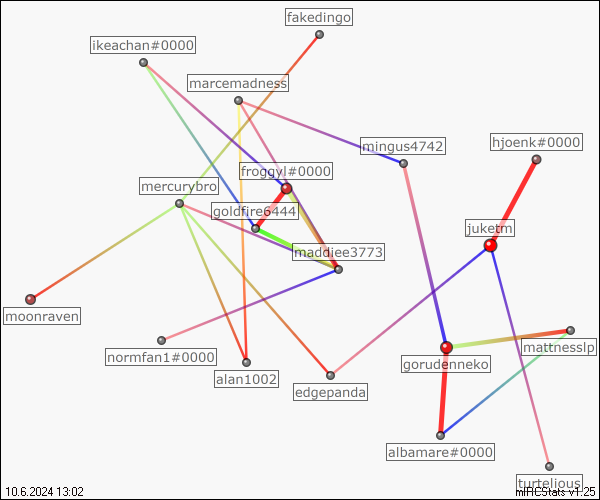 fakedingo
ikeachan#0000
marcemadness
mingus4742
hjoenk#0000
froggyl#0000
mercurybro
goldfire6444
juketm
maddiee3773
moonraven
mattnesslp
normfan1#0000
gorudenneko
alan1002
edgepanda
albamare#0000
turtelious
10.6.2024 13:02
mIRCStats v1.25